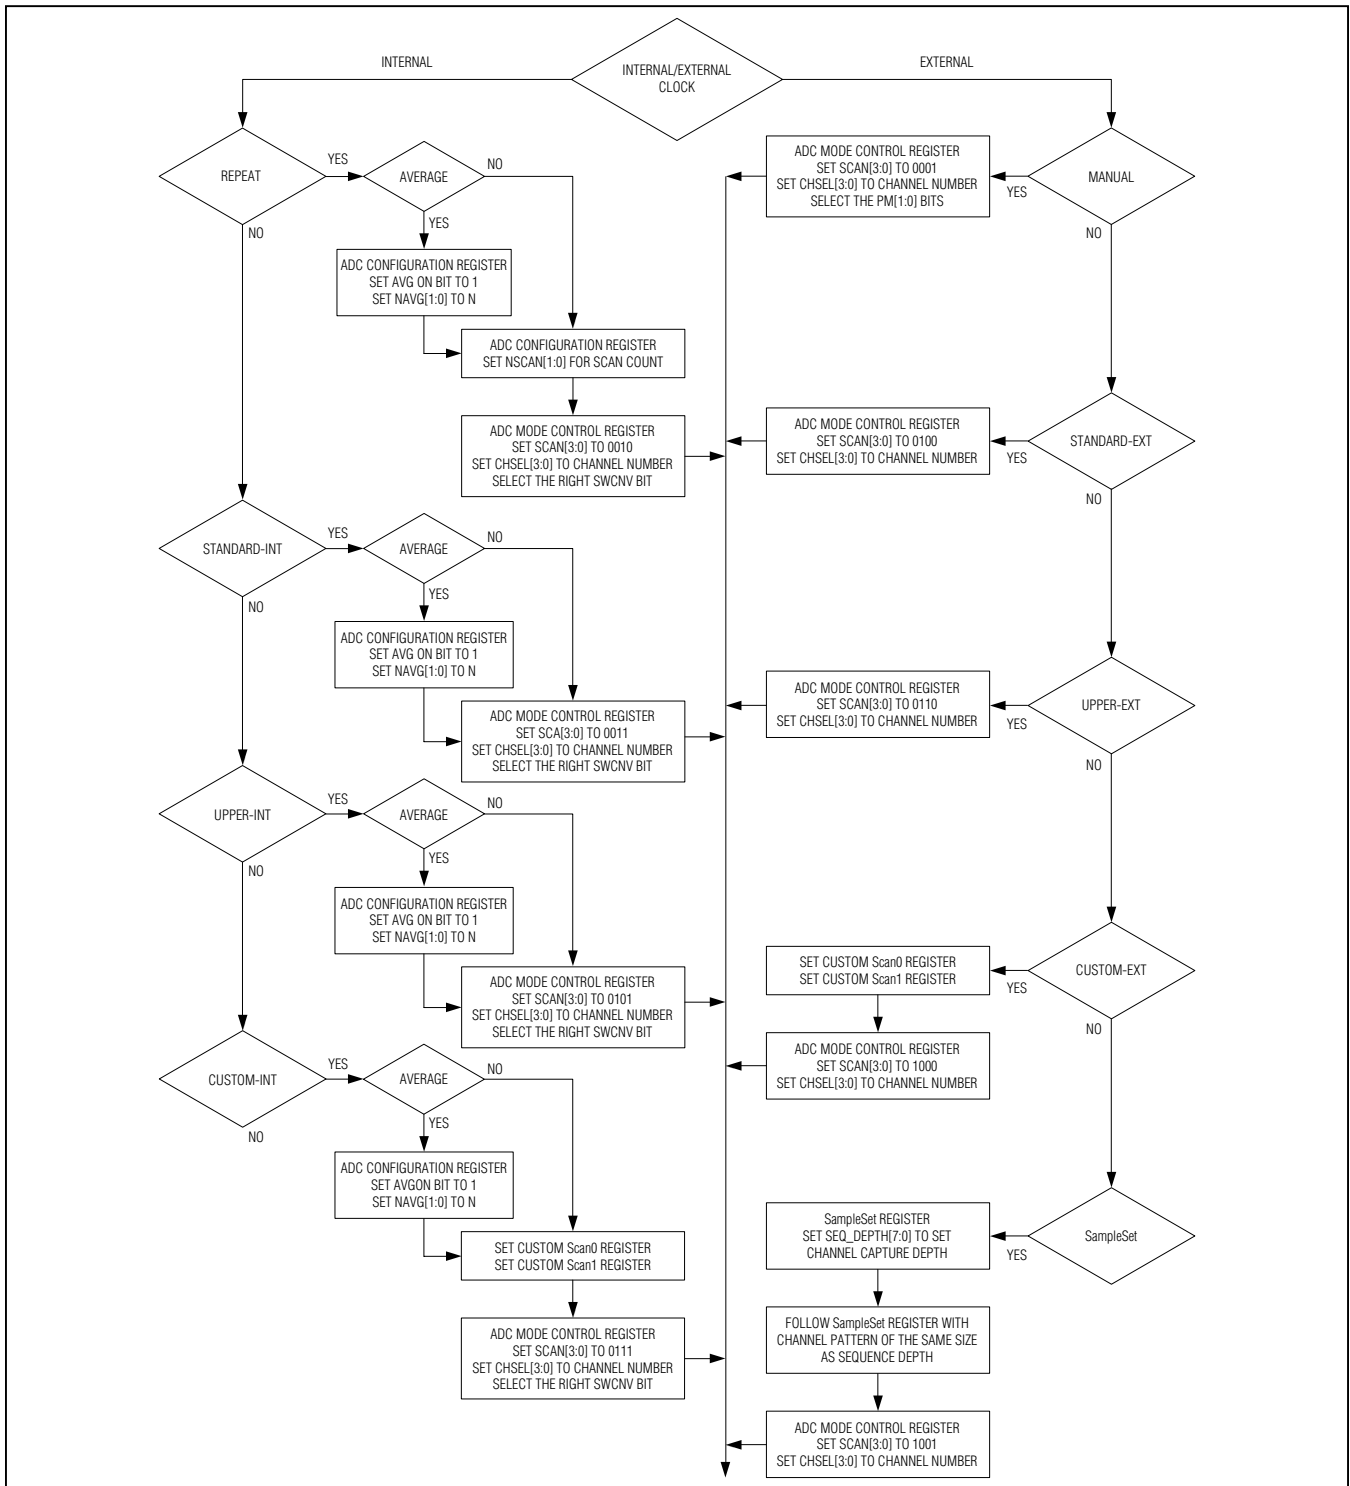 INTERNAL
INTERNAL/EXTERNAL
CLOCK
EXTERNAL
REPEAT
YES
AVERAGE
NO
YES
NO
ADC CONFIGURATION REGISTER
SET AVG ON BIT TO 1
SET NAVG[1:0] TO N
ADC CONFIGURATION REGISTER
SET NSCAN[1:0] FOR SCAN COUNT
ADC MODE CONTROL REGISTER
SET SCAN[3:0] TO 0010
SET CHSEL[3:0] TO CHANNEL NUMBER
SELECT THE RIGHT SWCNV BIT
STANDARD-INT
YES
AVERAGE
NO
YES
NO
ADC CONFIGURATION REGISTER
SET AVG ON BIT TO 1
SET NAVG[1:0] TO N
ADC MODE CONTROL REGISTER
SET SCA[3:0] TO 0011
SET CHSEL[3:0] TO CHANNEL NUMBER
SELECT THE RIGHT SWCNV BIT
UPPER-INT
YES
AVERAGE
NO
YES
NO
ADC CONFIGURATION REGISTER
SET AVG ON BIT TO 1
SET NAVG[1:0] TO N
ADC MODE CONTROL REGISTER
SET SCAN[3:0] TO 0101
SET CHSEL[3:0] TO CHANNEL NUMBER
SELECT THE RIGHT SWCNV BIT
CUSTOM-INT
YES
AVERAGE
NO
YES
NO
ADC CONFIGURATION REGISTER
SET AVGON BIT TO 1
SET NAVG[1:0] TO N
SET CUSTOM Scan0 REGISTER
SET CUSTOM Scan1 REGISTER
ADC MODE CONTROL REGISTER
SET SCAN[3:0] TO 0111
SET CHSEL[3:0] TO CHANNEL NUMBER
SELECT THE RIGHT SWCNV BIT
ADC MODE CONTROL REGISTER
SET SCAN[3:0] TO 0001
SET CHSEL[3:0] TO CHANNEL NUMBER
SELECT THE PM[1:0] BITS
YES
MANUAL
NO
ADC MODE CONTROL REGISTER
SET SCAN[3:0] TO 0100
SET CHSEL[3:0] TO CHANNEL NUMBER
YES
STANDARD-EXT
NO
ADC MODE CONTROL REGISTER
SET SCAN[3:0] TO 0110
SET CHSEL[3:0] TO CHANNEL NUMBER
YES
UPPER-EXT
NO
SET CUSTOM Scan0 REGISTER
SET CUSTOM Scan1 REGISTER
YES
CUSTOM-EXT
NO
ADC MODE CONTROL REGISTER
SET SCAN[3:0] TO 1000
SET CHSEL[3:0] TO CHANNEL NUMBER
SampleSet REGISTER
SET SEQ_DEPTH[7:0] TO SET
CHANNEL CAPTURE DEPTH
YES
SampleSet
FOLLOW SampleSet REGISTER WITH
CHANNEL PATTERN OF THE SAME SIZE
AS SEQUENCE DEPTH
ADC MODE CONTROL REGISTER
SET SCAN[3:0] TO 1001
SET CHSEL[3:0] TO CHANNEL NUMBER